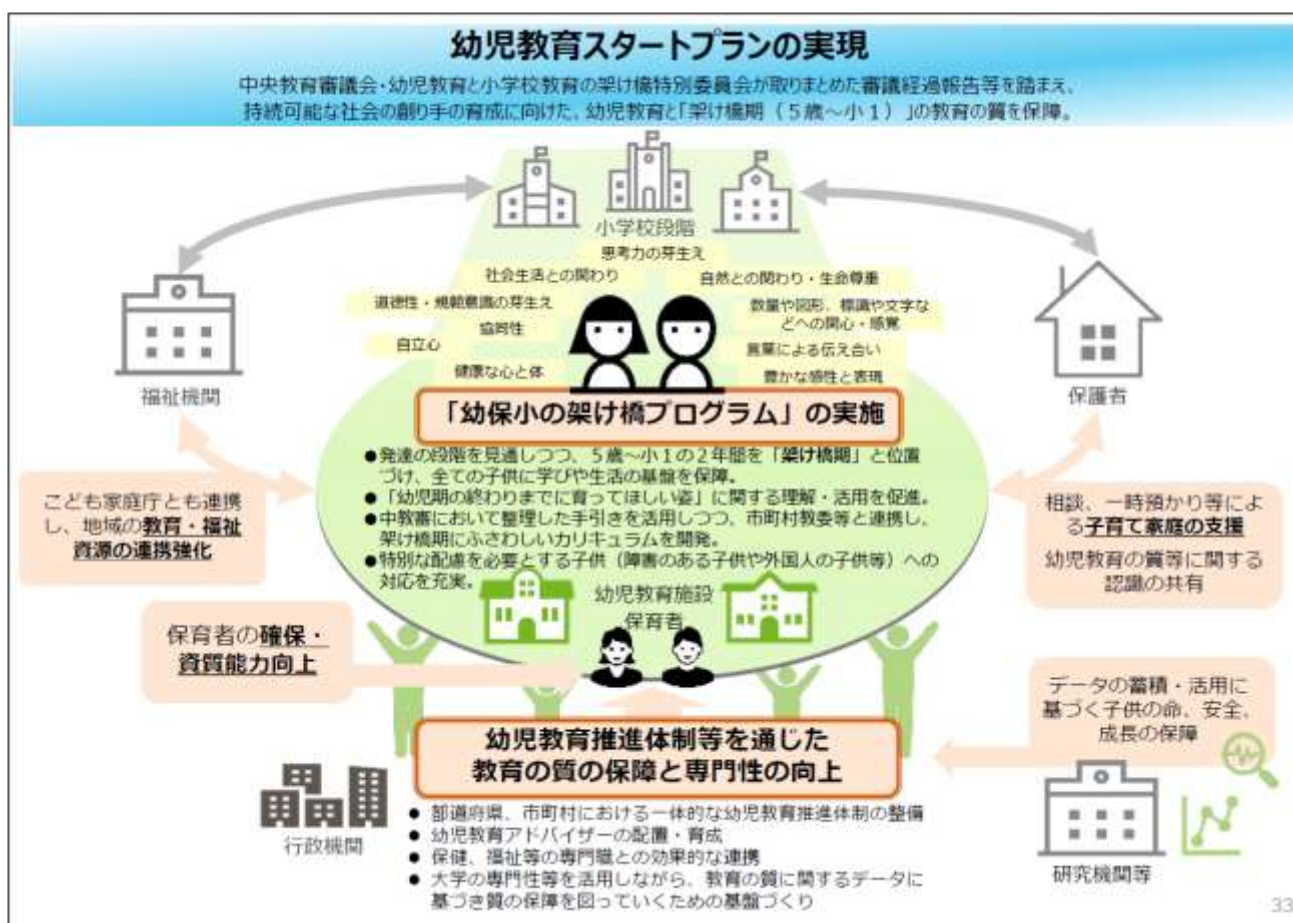 幼児教育スタートプランの実現
中央教育審議会・幼児教育と小学校教育の架け橋特別委員会が取りまとめた審議経過報告等を踏まえ、
持続可能な社会の創り手の育成に向けた、幼児教育と「架け橋期（５歳～小１）」の教育の質を保障。
小学校段階
思考力の芽生え
社会生活との関わり
自然との関わり・生命尊重
道徳性・規範意識の芽生え
数量や図形、標識や文字な
どへの関心・感覚
協同性
自立心
言葉による伝え合い
健康な心と体
豊かな感性と表現
福祉機関
保護者
「幼保小の架け橋プログラム」の実施
●発達の段階を見通しつつ、５歳～小１の２年間を「架け橋期」と位置
づけ、全ての子供に学びや生活の基盤を保障。
●「幼児期の終わりまでに育ってほしい姿」に関する理解・活用を促進。
●中教審において整理した手引きを活用しつつ、市町村教委等と連携し、
架け橋期にふさわしいカリキュラムを開発。
●特別な配慮を必要とする子供（障害のある子供や外国人の子供等）への
対応を充実。
こども家庭庁とも連携
し、地域の教育・福祉
資源の連携強化
相談、一時預かり等によ
る子育て家庭の支援
幼児教育の質等に関する
認識の共有
幼児教育施設
保育者
保育者の確保・
資質能力向上
データの蓄積・活用に
基づく子供の命、安全、
成長の保障
幼児教育推進体制等を通じた
教育の質の保障と専門性の向上
● 都道府県、市町村における一体的な幼児教育推進体制の整備
● 幼児教育アドバイザーの配置・育成
● 保健、福祉等の専門職との効果的な連携
● 大学の専門性等を活用しながら、教育の質に関するデータに
基づき質の保障を図っていくための基盤づくり
行政機関
研究機関等
33